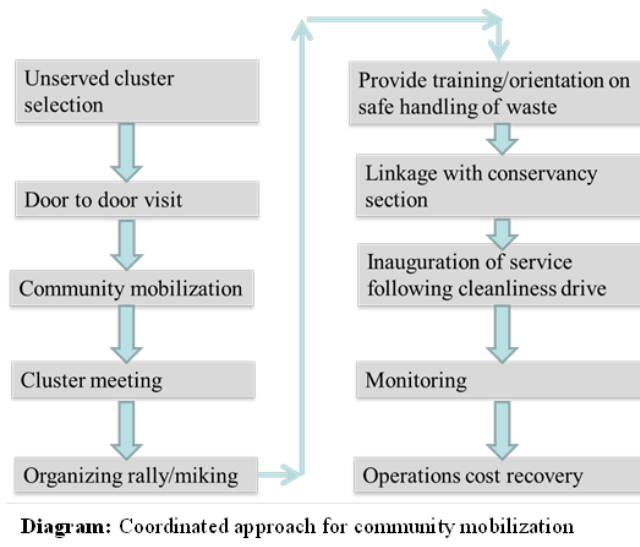 Unserved cluster
selection
Door to door visit
Community mobilization
Cluster meeting
Organizing rally/miking
Provide training/orientation on
safe handling of waste
Linkage with conservancy
section
Inauguration of service
following cleanliness drive
Monitoring
Operations cost recovery
Diagram: Coordinated approach for community mobilization